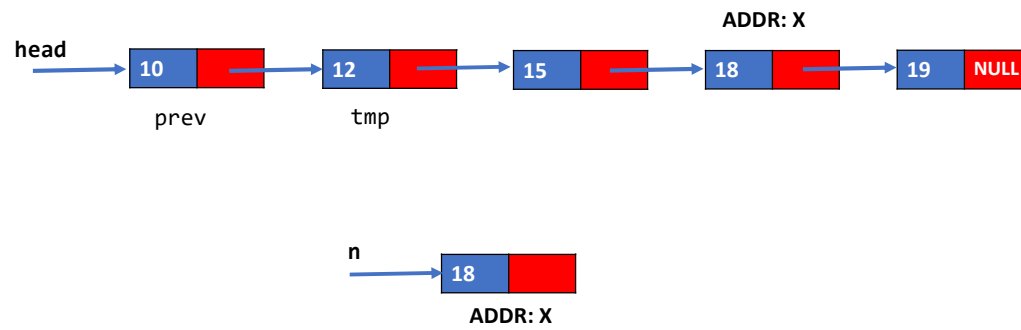 ADDR: X
head
10
12
15
18
19 NULL
prev
tmp
n
18
ADDR: X